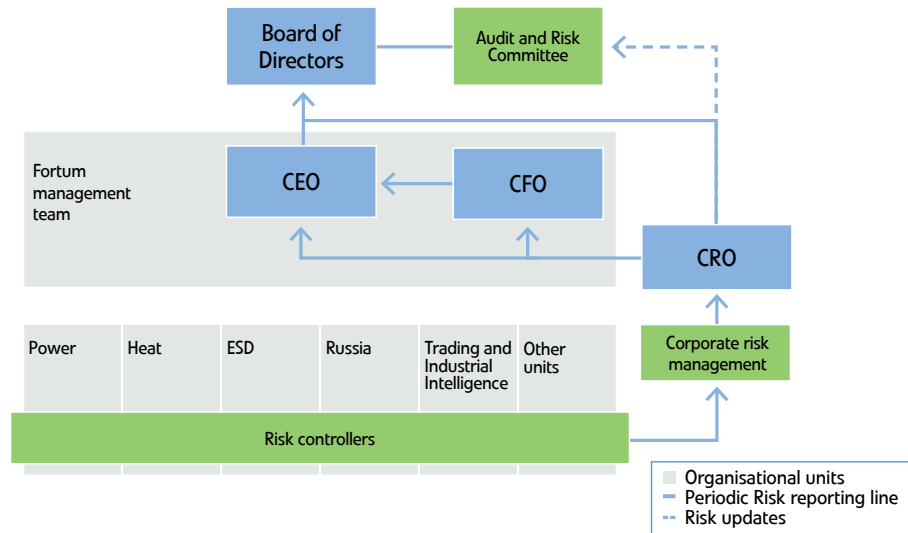 Board of
Directors
Audit and Risk
Committee
Fortum
management
team
CEO
CFO
CRO
Power
Heat
ESD
Russia
Trading and
Industrial
Intelligence
Other
units
Corporate risk
management
Risk controllers
Organisational units
Periodic Risk reporting line
Risk updates